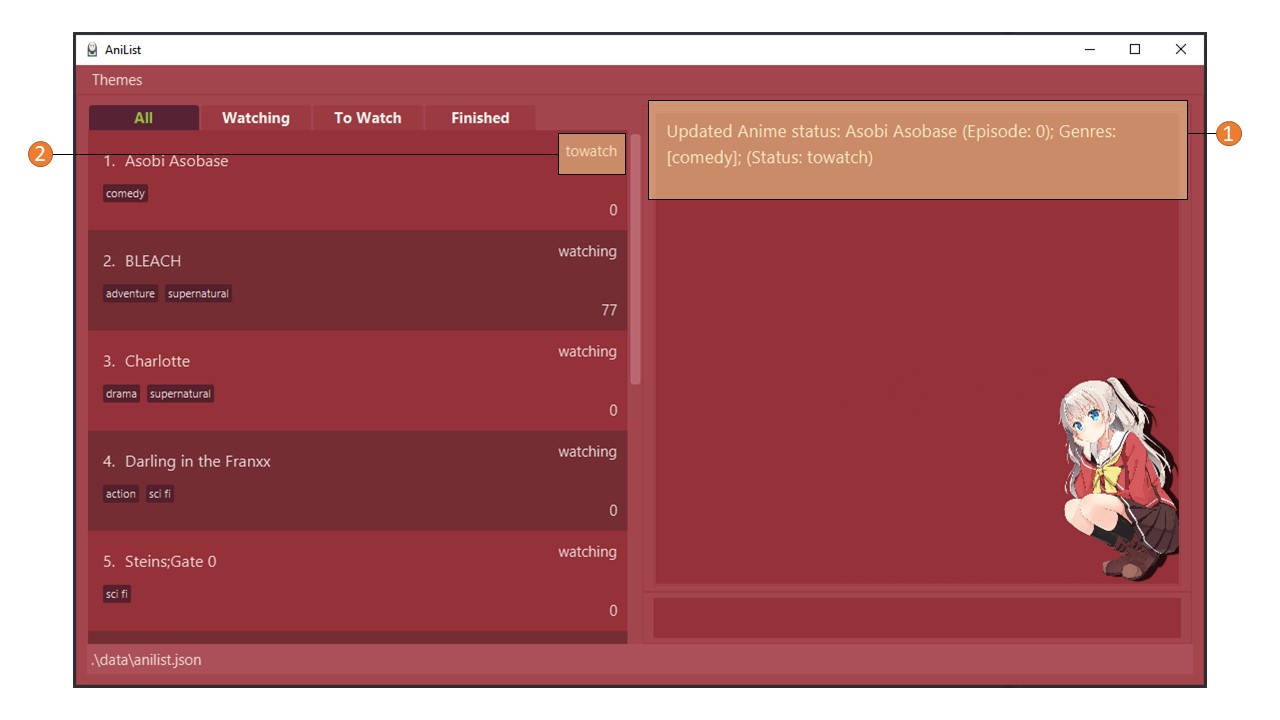 AniList
Themes
All Watching To Watch Finished
1. Asobi Asobase
towatch
comedy
0
2. BLEACH
watching
adventure supernatural
77
3. Charlotte
watching
drama supernatural
0
4. Darling in the Franxx
watching
action sci fi
0
5. Steins;Gate 0
watching
sci fi
0
Updated Anime status: Asobi Asobase (Episode: 0); Genres:
[comedy]; (Status: towatch)
.\data\anilist.json
1
2